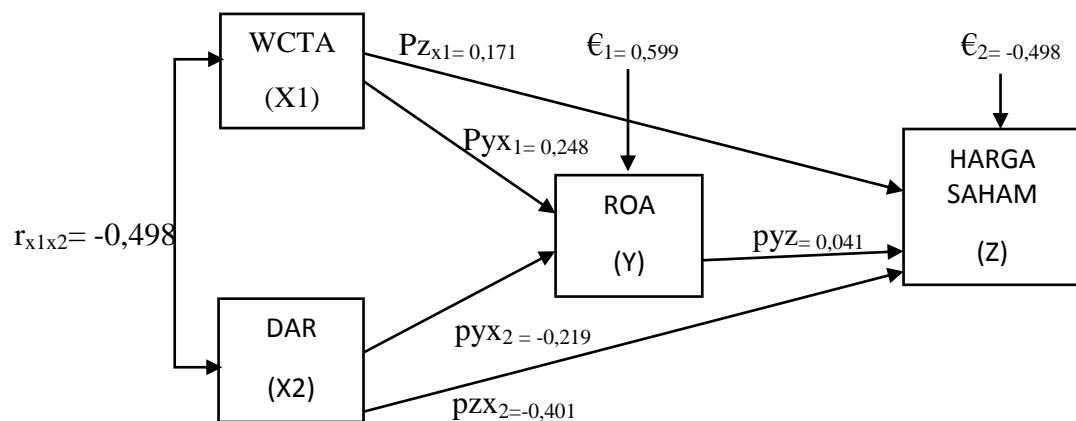 WCTA
(X1)
Pzx1= 0,171
€1= 0,599
€2= -0,498
Pyx1= 0,248
HARGA
SAHAM
(Z)
ROA
(Y)
rx1x2= -0,498
pyz= 0,041
DAR
(X2)
pyx2 = -0,219
pzx2=-0,401